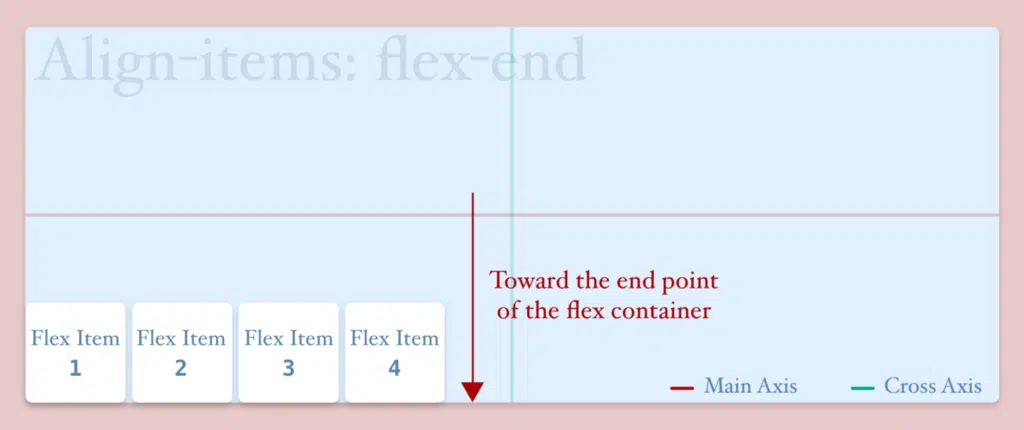 Align-items: flex-end
Toward the end point
of the flex container
Flex Item
1
Flex Item
2
Flex Item
3
Flex Item
4
Main Axis
Cross Axis